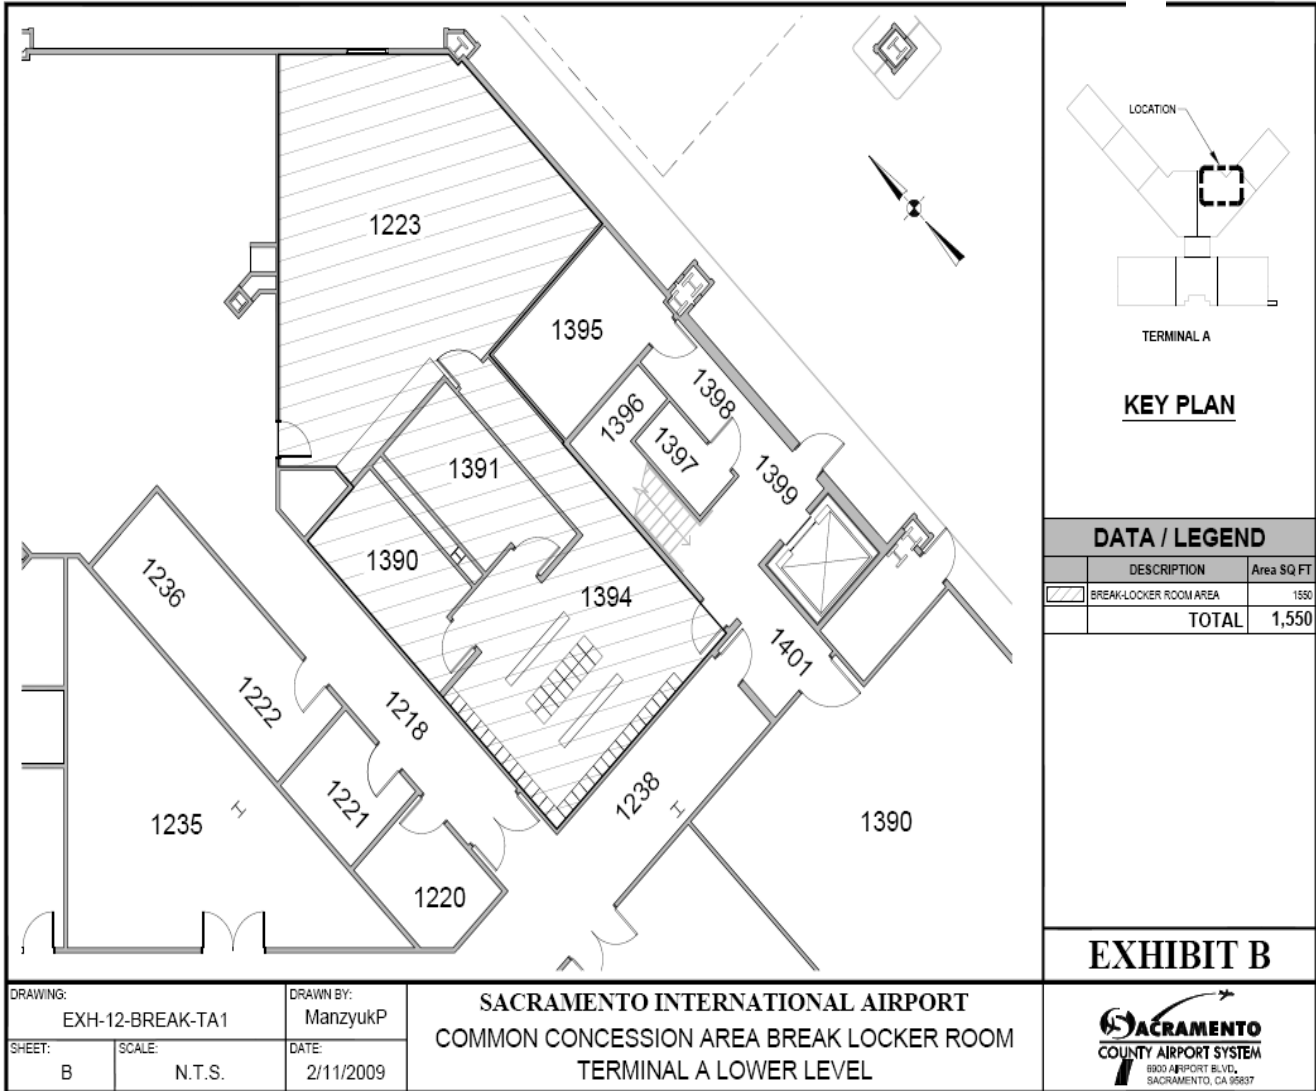 1223
1395
1398
1396
1397
1399
1391
1390
1394
1236
1401
1222
1218
1238
1221
1235
1390
1220
LOCATION
TERMINAL A
KEY PLAN
DATA / LEGEND
DESCRIPTION Area SQ FT
BREAK-LOCKER ROOM AREA 1550
TOTAL 1,550
EXHIBIT B
DRAWING:
EXH-12-BREAK-TA1
DRAWN BY:
ManzyukP
SHEET:
B
SCALE:
N.T.S.
DATE:
2/11/2009
SACRAMENTO INTERNATIONAL AIRPORT
COMMON CONCESSION AREA BREAK LOCKER ROOM
TERMINAL A LOWER LEVEL
SACRAMENTO
COUNTY AIRPORT SYSTEM
6900 AIRPORT BLVD.
SACRAMENTO, CA 95837